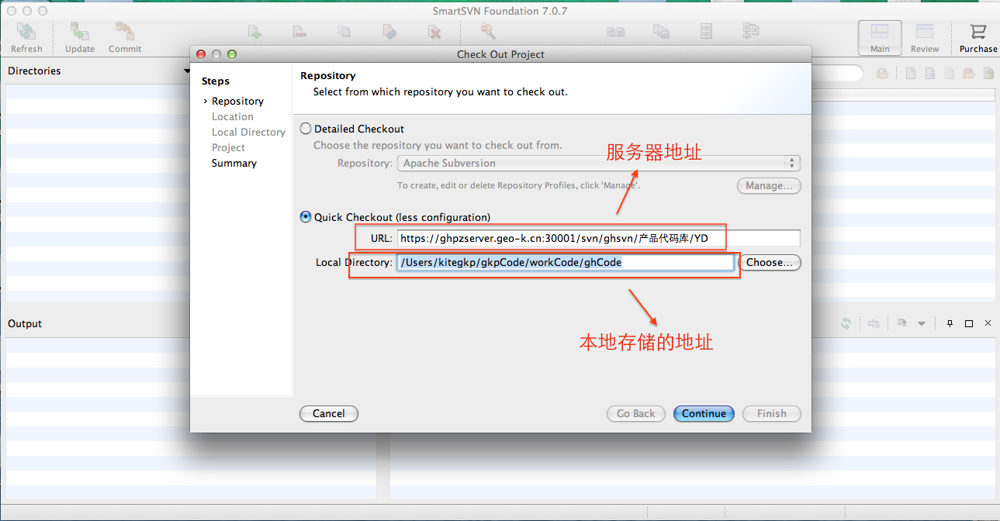 SmartSVN Foundation 7.0.7
Refresh
Update
Commit
Main
Review
Purchase
Directories
Check Out Project
Steps
› Repository
Location
Local Directory
Project
Summary
Repository
Select from which repository you want to check out.
Detailed Checkout
Choose the repository you want to check out from.
服务器地址
Repository: Apache Subversion
To create, edit or delete Repository Profiles, click 'Manage'.
Manage...
Quick Checkout (less configuration)
URL: https://ghpzserver.geo-k.cn:30001/svn/ghsvn/产品代码库/YD
Local Directory: /Users/kitegkp/gkpCode/workCode/ghCode
Choose...
Output
本地存储的地址
Cancel
Go Back
Continue
Finish